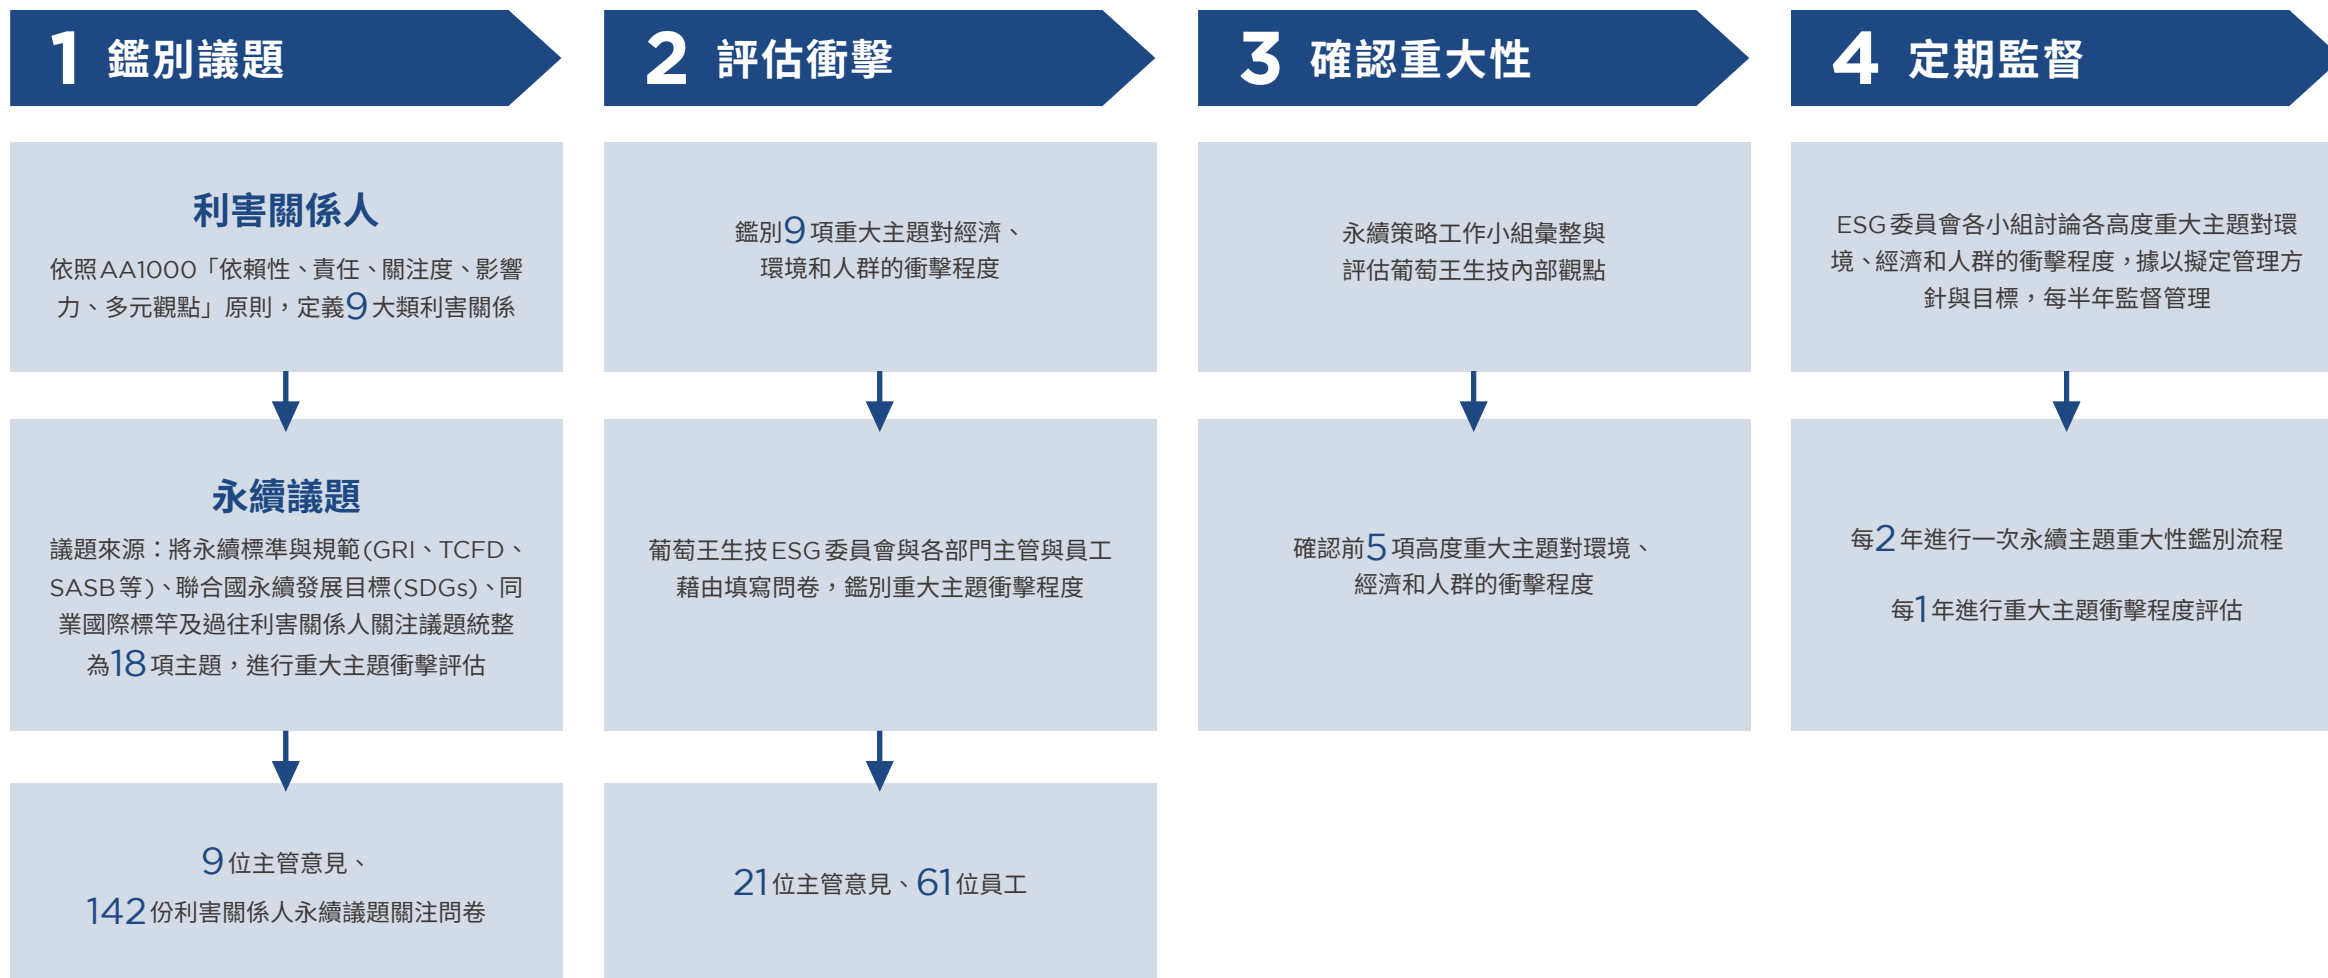 1 鑑別議題
利害關係人
依照AA1000「依賴性、責任、關注度、影響
力、多元觀點」原則，定義9大類利害關係
永續議題
議題來源：將永續標準與規範(GRI、TCFD、
SASB等)、聯合國永續發展目標(SDGs)、同
業國際標竿及過往利害關係人關注議題統整
為18項主題，進行重大主題衝擊評估
9位主管意見、
142份利害關係人永續議題關注問卷
2 評估衝擊
鑑別9項重大主題對經濟、
環境和人群的衝擊程度
葡萄王生技ESG委員會與各部門主管與員工
藉由填寫問卷，鑑別重大主題衝擊程度
21位主管意見、61位員工
3 確認重大性
永續策略工作小組彙整與
評估葡萄王生技內部觀點
確認前5項高度重大主題對環境、
經濟和人群的衝擊程度
4 定期監督
ESG委員會各小組討論各高度重大主題對環
境、經濟和人群的衝擊程度，據以擬定管理方
針與目標，每半年監督管理
每2年進行一次永續主題重大性鑑別流程
每1年進行重大主題衝擊程度評估